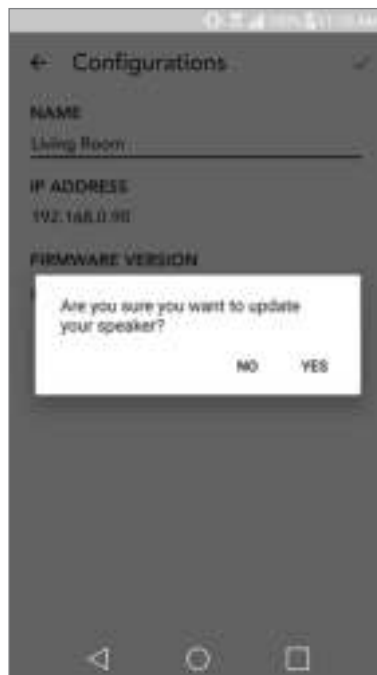 Configurations
NAME
Living Room
IP ADDRESS
192.168.0.90
FIRMWARE VERSION
Are you sure you want to update
your speaker?
NO YES